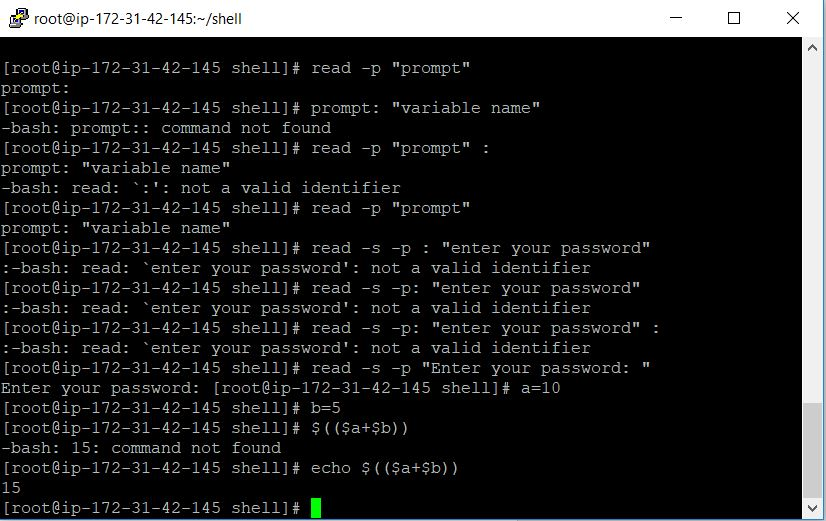 root@ip-172-31-42-145:~/shell
[root@ip-172-31-42-145 shell]# read -p "prompt"
prompt:
[root@ip-172-31-42-145 shell]# prompt: "variable name"
-bash: prompt:: command not found
[root@ip-172-31-42-145 shell]# read -p "prompt" :
prompt: "variable name"
-bash: read: `:': not a valid identifier
[root@ip-172-31-42-145 shell]# read -p "prompt"
prompt: "variable name"
[root@ip-172-31-42-145 shell]# read -s -p : "enter your password"
:-bash: read: `enter your password': not a valid identifier
[root@ip-172-31-42-145 shell]# read -s -p: "enter your password"
:-bash: read: `enter your password': not a valid identifier
[root@ip-172-31-42-145 shell]# read -s -p: "enter your password" :
:-bash: read: `enter your password': not a valid identifier
[root@ip-172-31-42-145 shell]# read -s -p "Enter your password: "
Enter your password: [root@ip-172-31-42-145 shell]# a=10
[root@ip-172-31-42-145 shell]# b=5
[root@ip-172-31-42-145 shell]# $(($a+$b))
-bash: 15: command not found
[root@ip-172-31-42-145 shell]# echo $(($a+$b))
15
[root@ip-172-31-42-145 shell]#